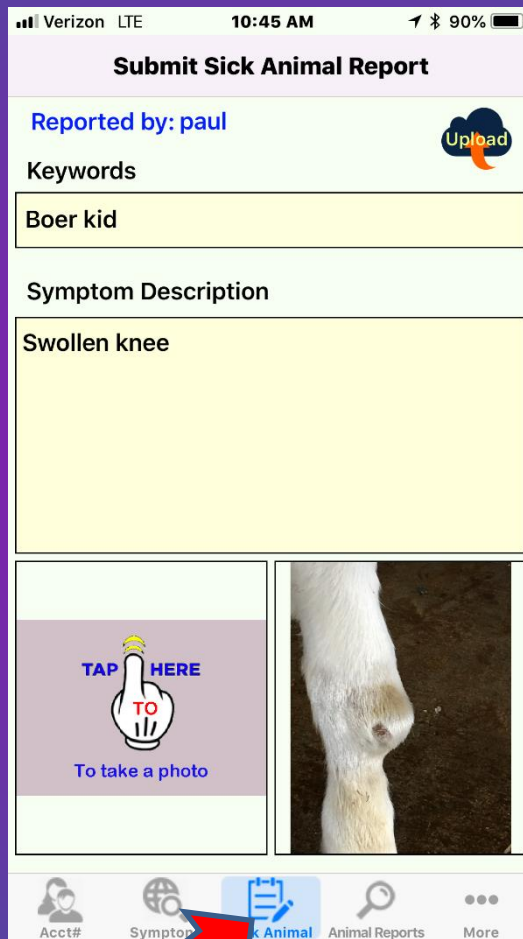 Verizon LTE 10:45 AM 90%
Submit Sick Animal Report
Reported by: paul
Upload
Keywords
Boer kid
Symptom Description
Swollen knee
TAP HERE
TO
To take a photo
Acct# Animal Animal Reports More